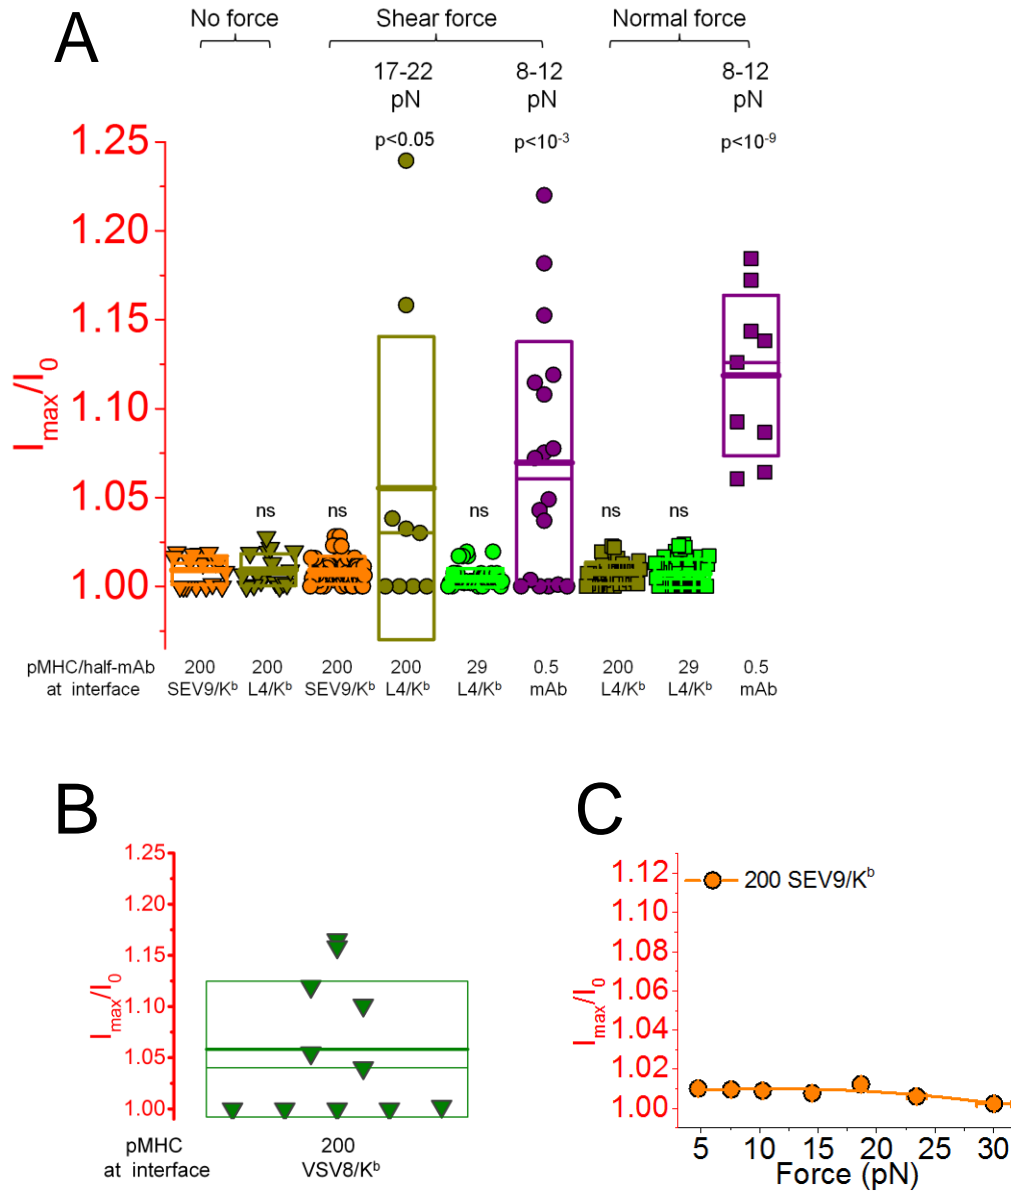 A
No force
Shear force
Normal force
17-22
pN
8-12
pN
8-12
pN
p<0.05
p<10⁻³
p<10⁻⁹
1.25
1.20
1.15
1.10
1.05
1.00
Imax/I0
ns
ns
ns
ns
ns
pMHC/half-mAb
at interface
200
SEV9/Kᵇ
200
L4/Kᵇ
200
SEV9/Kᵇ
200
L4/Kᵇ
29
L4/Kᵇ
0.5
mAb
200
L4/Kᵇ
29
L4/Kᵇ
0.5
mAb
B
1.25
1.20
1.15
1.10
1.05
1.00
Imax/I0
pMHC
at interface
200
VSV8/Kᵇ
C
200 SEV9/Kᵇ
1.12
1.10
1.08
1.06
1.04
1.02
1.00
Imax/I0
5 10 15 20 25 30
Force (pN)